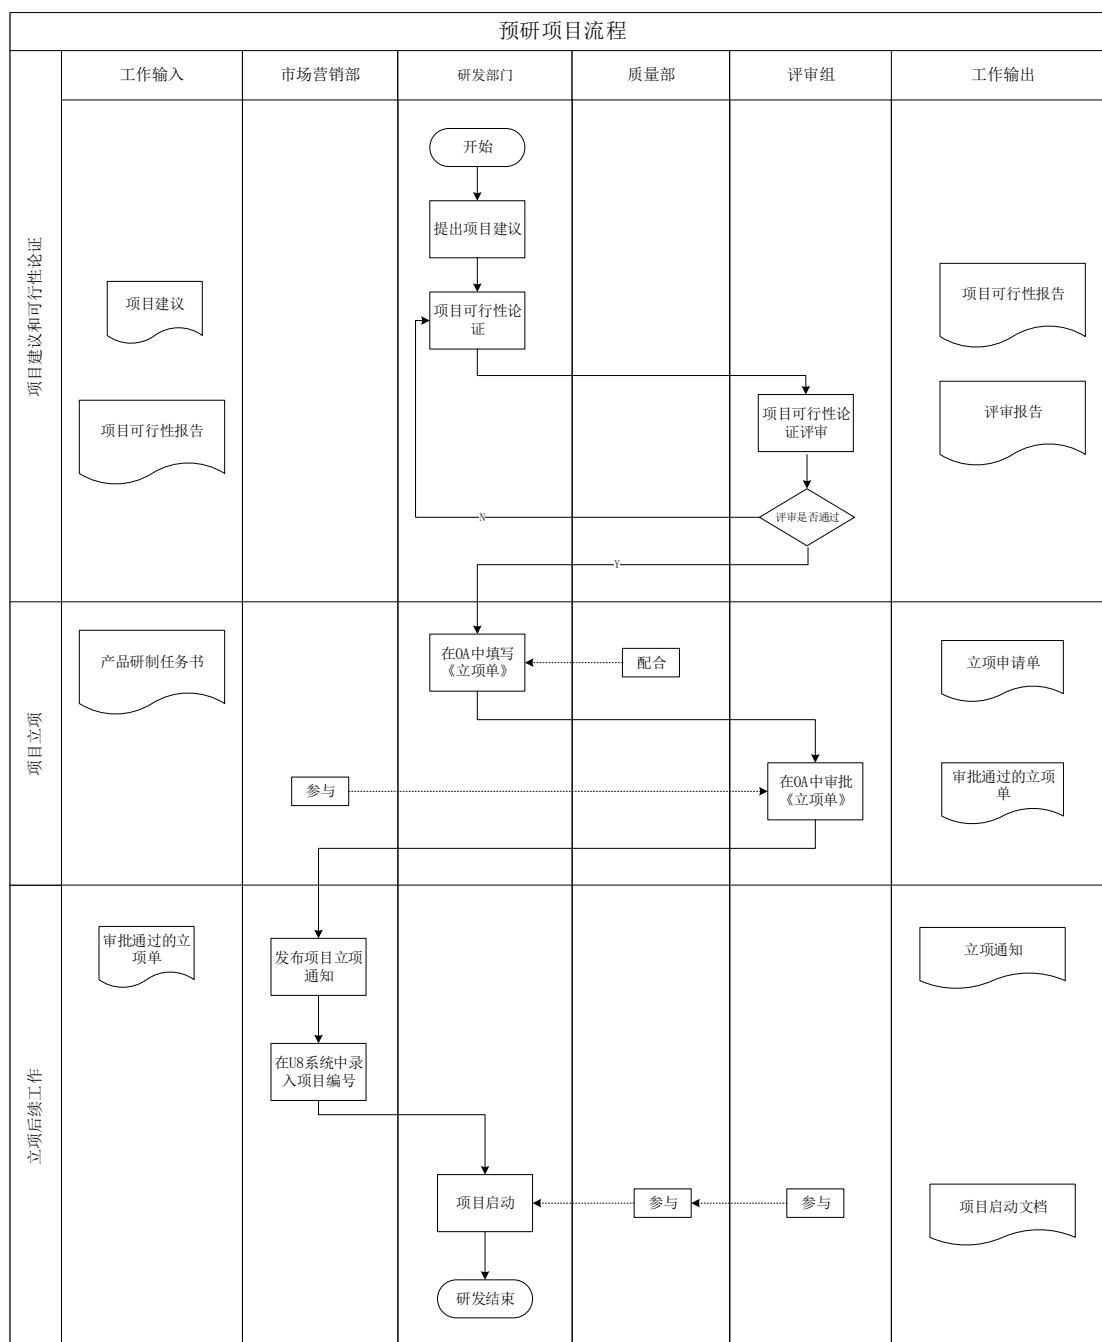 预研项目流程
工作输入
市场营销部
研发部门
质量部
评审组
工作输出
项目建议和可行性论证
开始
提出项目建议
项目建议
项目可行性论
证
项目可行性报告
项目可行性报告
项目可行性论
证评审
评审报告
评审是否通过
N
Y
项目立项
产品研制任务书
在OA中填写
《立项单》
配合
立项申请单
参与
在OA中审批
《立项单》
审批通过的立项
单
立项后续工作
审批通过的立
项单
发布项目立项
通知
立项通知
在U8系统中录
入项目编号
项目启动
参与
参与
项目启动文档
研发结束